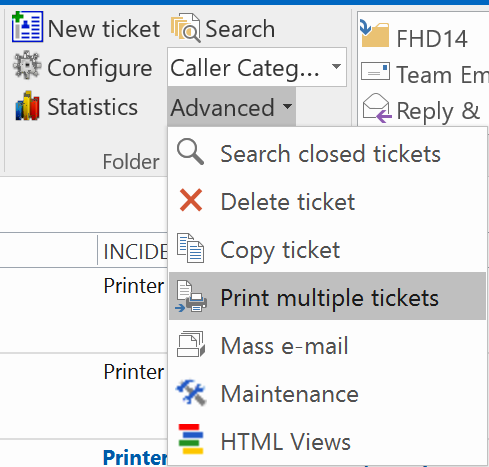 New ticket
Search
Configure
Caller Categ...
Statistics
Advanced
Folder
FHD14
Team Em
Reply &
Search closed tickets
Delete ticket
Copy ticket
Print multiple tickets
Mass e-mail
Maintenance
HTML Views
INCIDE
Printer
Printer
Printer